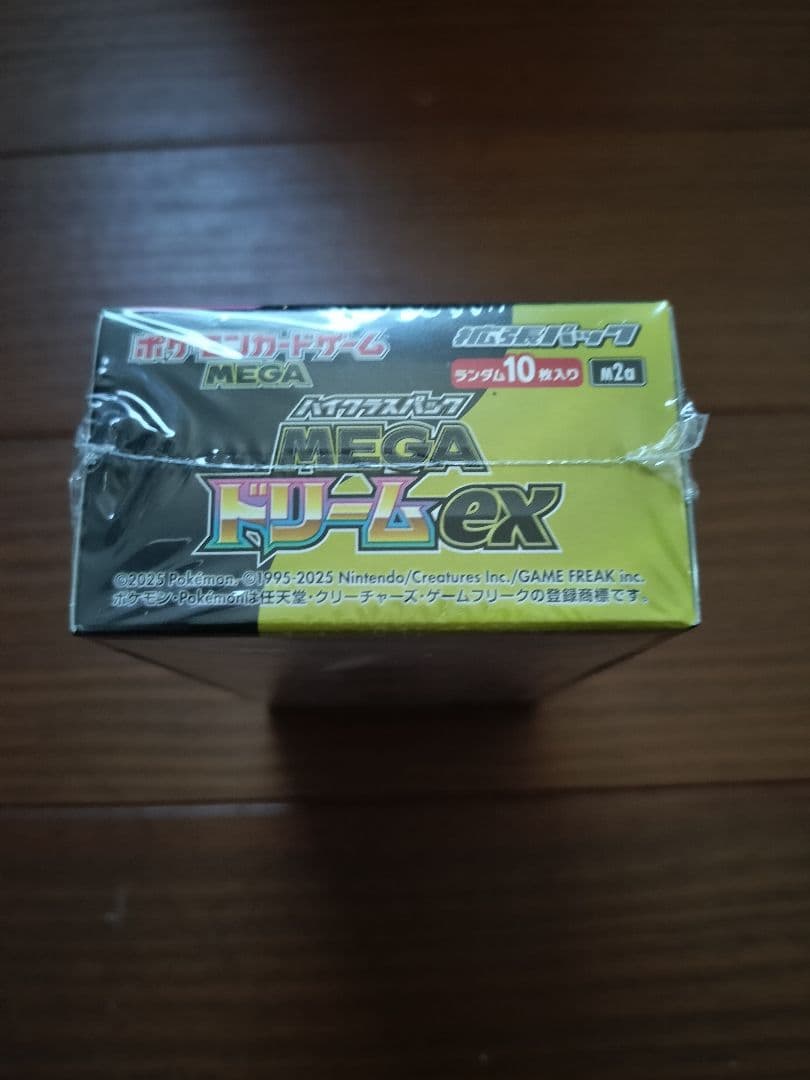 ポケモンカードゲーム
MEGA
拡張パック
ランダム10枚入り M2a
ハイクラスパック
MEGA
ドリームex
©2025 Pokémon. ©1995-2025 Nintendo/Creatures Inc./GAME FREAK inc.
ポケモン・Pokémonは任天堂・クリーチャーズ・ゲームフリークの登録商標です。